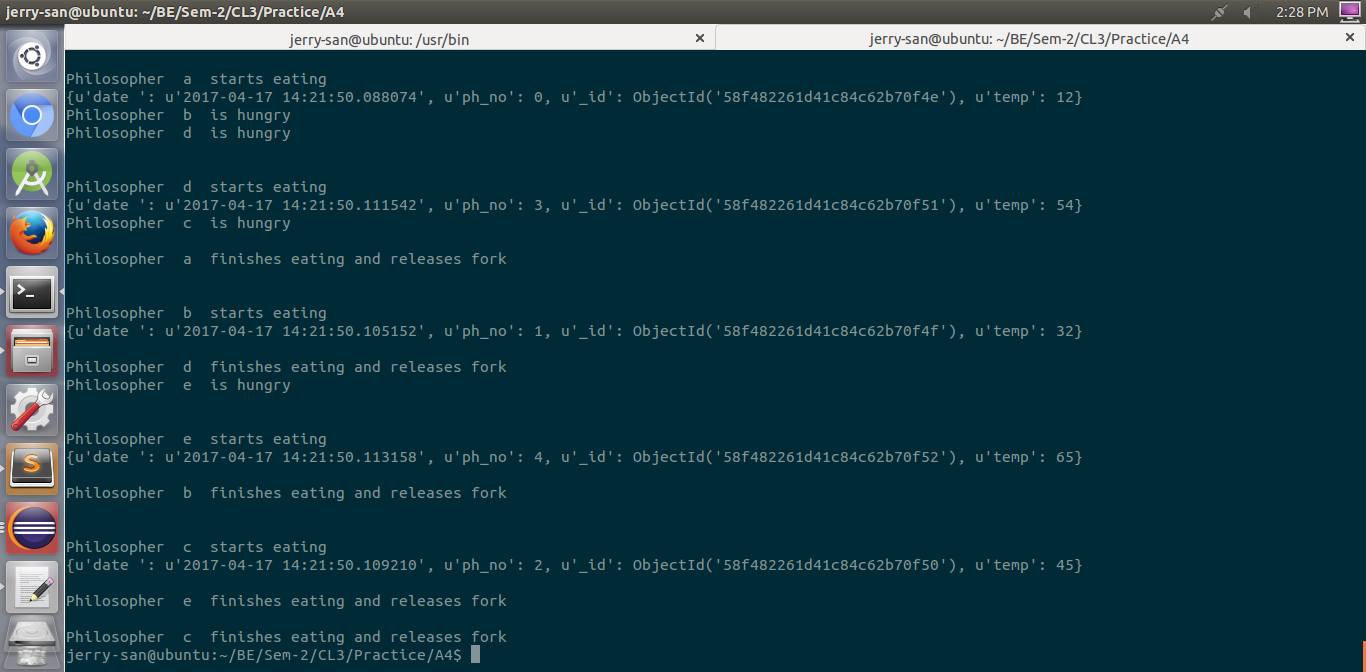 jerry-san@ubuntu: ~/BE/Sem-2/CL3/Practice/A4
2:28 PM
jerry-san@ubuntu: /usr/bin
jerry-san@ubuntu: ~/BE/Sem-2/CL3/Practice/A4
Philosopher  a  starts eating
{u'date ': u'2017-04-17 14:21:50.088074', u'ph_no': 0, u'_id': ObjectId('58f482261d41c84c62b70f4e'), u'temp': 12}
Philosopher  b  is hungry
Philosopher  d  is hungry
Philosopher  d  starts eating
{u'date ': u'2017-04-17 14:21:50.111542', u'ph_no': 3, u'_id': ObjectId('58f482261d41c84c62b70f51'), u'temp': 54}
Philosopher  c  is hungry
Philosopher  a  finishes eating and releases fork
Philosopher  b  starts eating
{u'date ': u'2017-04-17 14:21:50.105152', u'ph_no': 1, u'_id': ObjectId('58f482261d41c84c62b70f4f'), u'temp': 32}
Philosopher  d  finishes eating and releases fork
Philosopher  e  is hungry
Philosopher  e  starts eating
{u'date ': u'2017-04-17 14:21:50.113158', u'ph_no': 4, u'_id': ObjectId('58f482261d41c84c62b70f52'), u'temp': 65}
Philosopher  b  finishes eating and releases fork
Philosopher  c  starts eating
{u'date ': u'2017-04-17 14:21:50.109210', u'ph_no': 2, u'_id': ObjectId('58f482261d41c84c62b70f50'), u'temp': 45}
Philosopher  e  finishes eating and releases fork
Philosopher  c  finishes eating and releases fork
jerry-san@ubuntu:~/BE/Sem-2/CL3/Practice/A4$